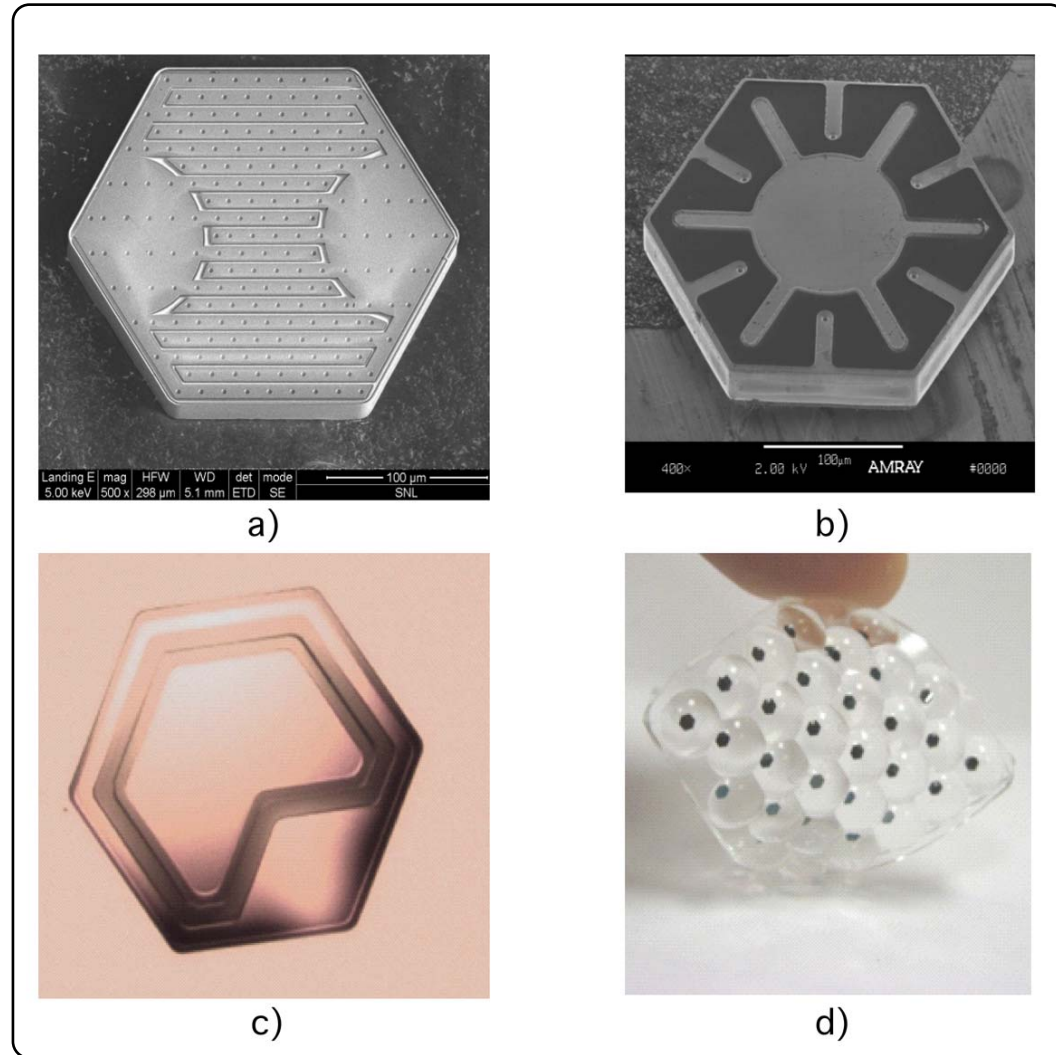 Landing E mag HFW WD det mode 100 µm
5.00 keV 500 x 298 µm 5.1 mm ETD SE SNL
100µm
400× 2.00 kV AMRAY #0000
a) b)
c) d)